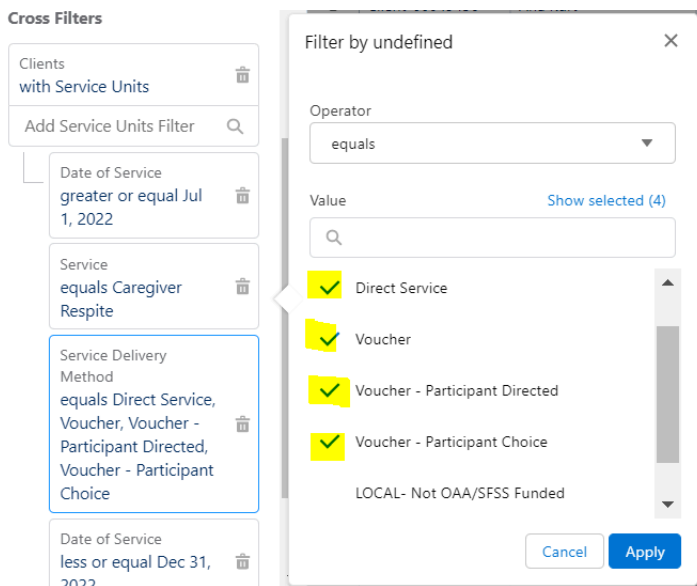 Cross Filters
Clients
with Service Units
Add Service Units Filter
Date of Service
greater or equal Jul
1, 2022
Service
equals Caregiver
Respite
Service Delivery
Method
equals Direct Service,
Voucher, Voucher -
Participant Directed,
Voucher - Participant
Choice
Date of Service
less or equal Dec 31,
2022
Filter by undefined
Operator
equals
Value
Show selected (4)
Direct Service
Voucher
Voucher - Participant Directed
Voucher - Participant Choice
LOCAL- Not OAA/SFSS Funded
Cancel
Apply